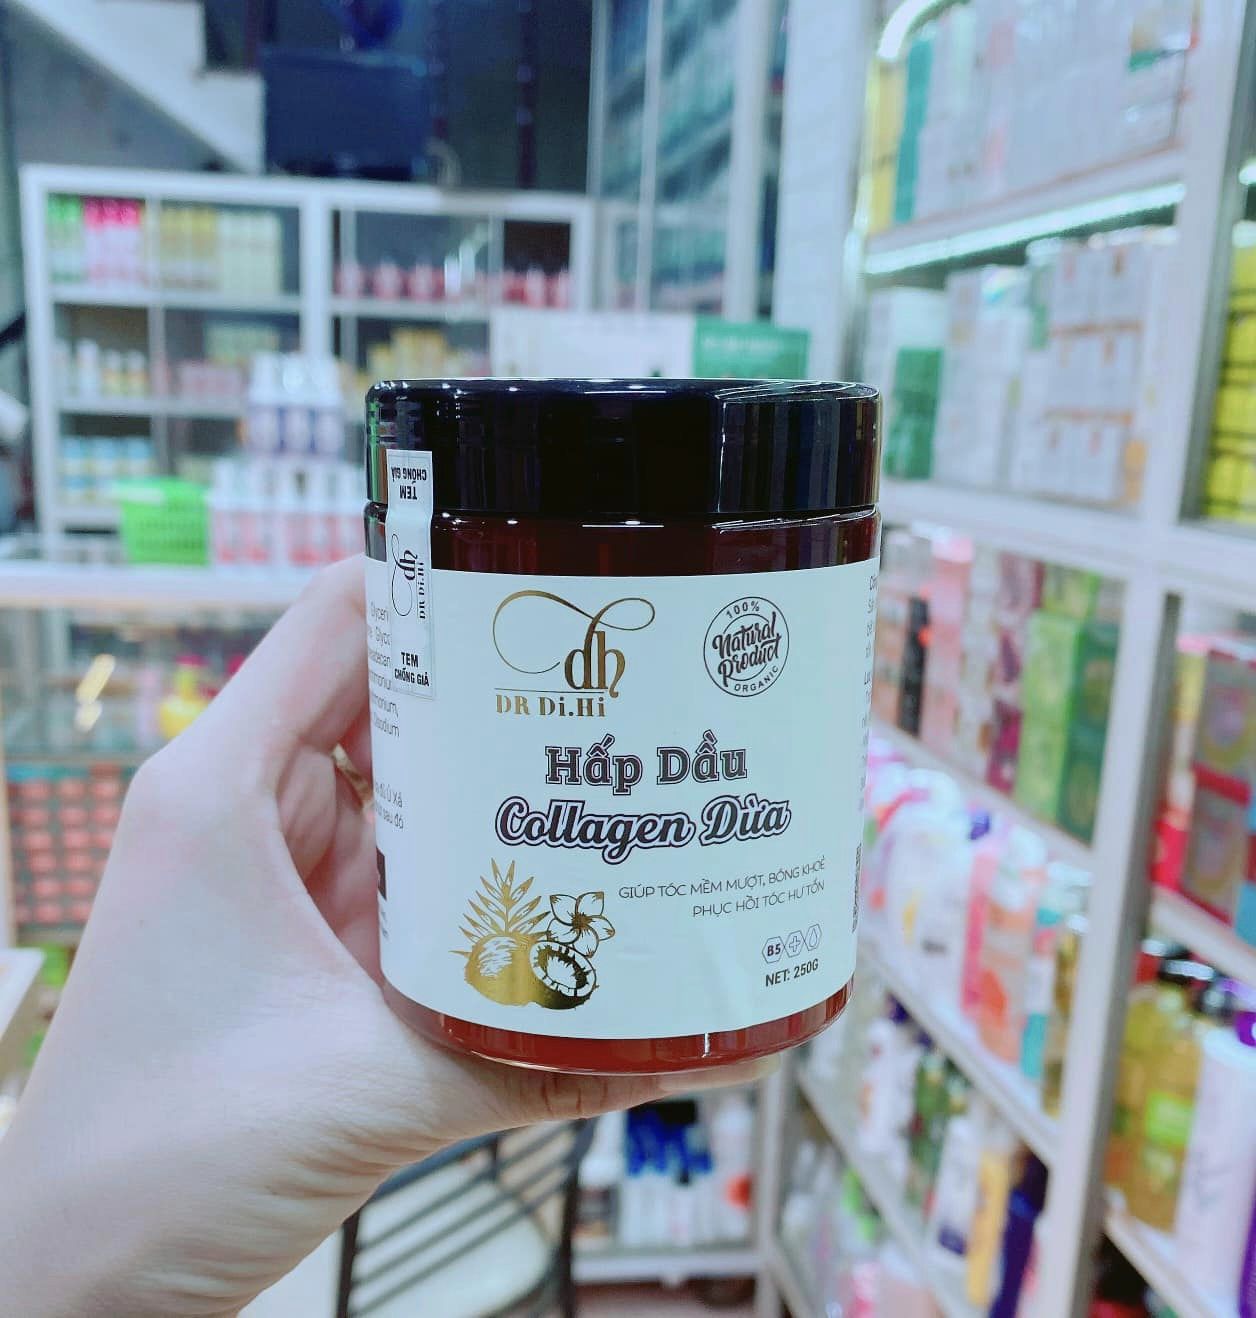 TEM
CHỐNG GIẢ
dh
DR Di.Hi
TEM
CHỐNG GIẢ
dh
DR Di.Hi
100%
Natural
Product
ORGANIC
Hấp Dầu
Collagen Dừa
GIÚP TÓC MỀM MƯỢT, BÓNG KHOẺ
PHỤC HỒI TÓC HƯ TỔN
B5
NET: 250G